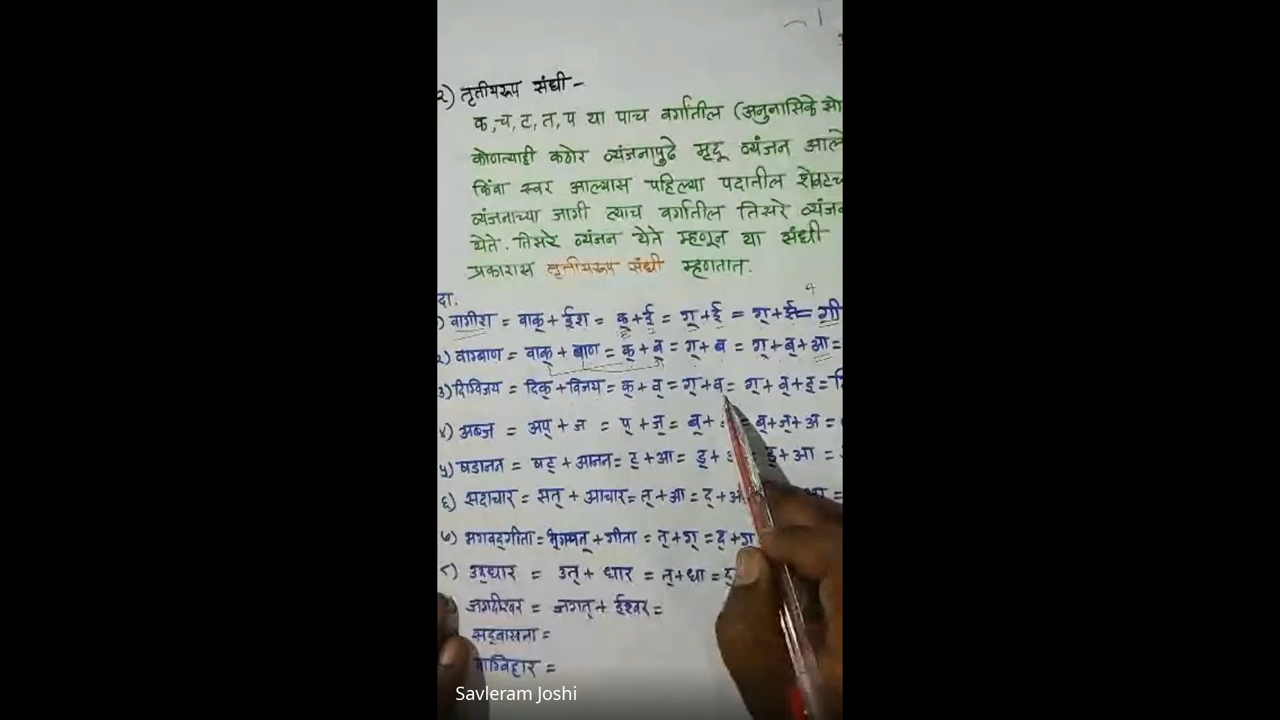 २) तृतीयरूप संधी -
क, च, ट, त, प या पाच वर्गातील (अनुनासिके सो
कोणत्याही कठोर व्यंजनापुढे मृदू व्यंजन आले
किंवा स्वर आल्यास पहिल्या पदातील शेवटच
व्यंजनाच्या जागी त्याच वर्गातील तिसरे व्यंज
येते. तिसरे व्यंजन येते म्हणून या संधी
प्रकारास तृतीयरूप संधी म्हणतात.
दा.
१) वागीश = वाक् + ईश = क् + ई = ग् + ई = ग् + ई = गी
२) वाग्बाण = वाक् + बाण = क् + ब् = ग् + ब = ग् + ब् + आ =
३) दिग्विजय = दिक् + विजय = क् + व् = ग् + व = ग् + व् + इ =
४) अब्ज = अप् + ज = प् + ज् = ब् + = ब् + ज् + अ =
५) षडानन = षट् + आनन = ट् + आ = ड् + ड् + आ =
६) सदाचार = सत् + आचार = त् + आ = द् + आ =
७) भगवद्गीता = भगवत् + गीता = त् + ग् = द् + ग
८) उद्धार = उत् + धार = त् + धा = द्
जगदीश्वर = जगत् + ईश्वर =
सद्वासना =
वाग्विहार =
Savleram Joshi